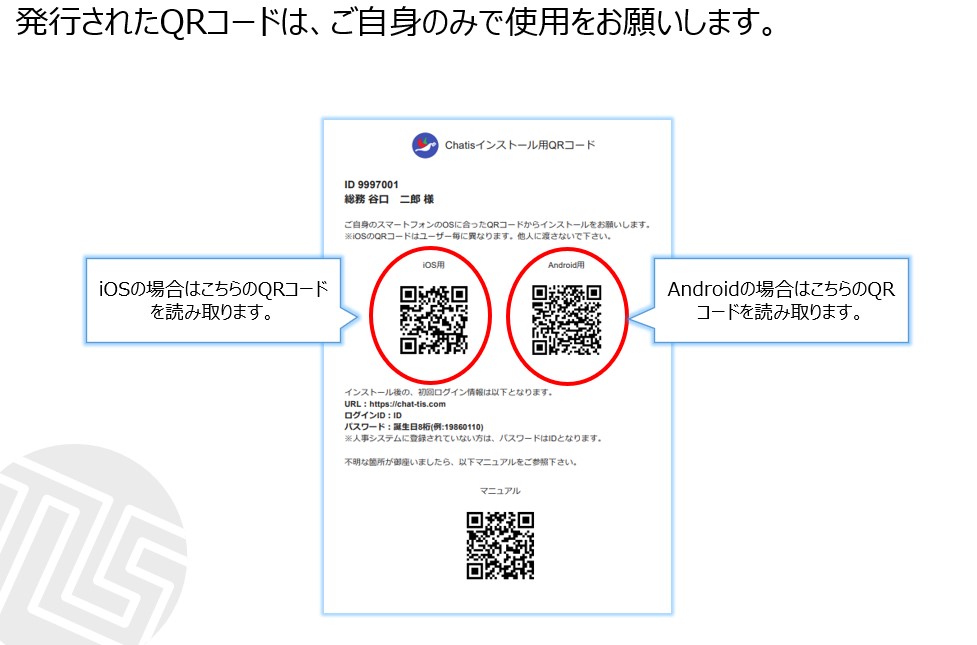 発行されたQRコードは、ご自身のみで使用をお願いします。
Chatisインストール用QRコード
ID 9997001
総務 谷口　二郎 様
ご自身のスマートフォンのOSに合ったQRコードからインストールをお願いします。
※iOSのQRコードはユーザー毎に異なります。他人に渡さないで下さい。
iOS用
Android用
iOSの場合はこちらのQRコード
を読み取ります。
Androidの場合はこちらのQR
コードを読み取ります。
インストール後の、初回ログイン情報は以下となります。
URL：https://chat-tis.com
ログインID：ID
パスワード：誕生日8桁(例:19860110)
※人事システムに登録されていない方は、パスワードはIDとなります。
不明な箇所が御座いましたら、以下マニュアルをご参照下さい。
マニュアル